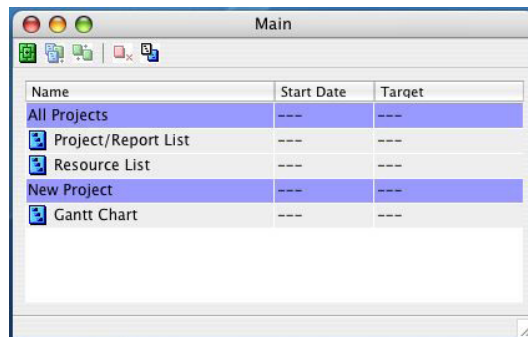 Main
Name Start Date Target
All Projects --- ---
Project/Report List --- ---
Resource List --- ---
New Project --- ---
Gantt Chart --- ---